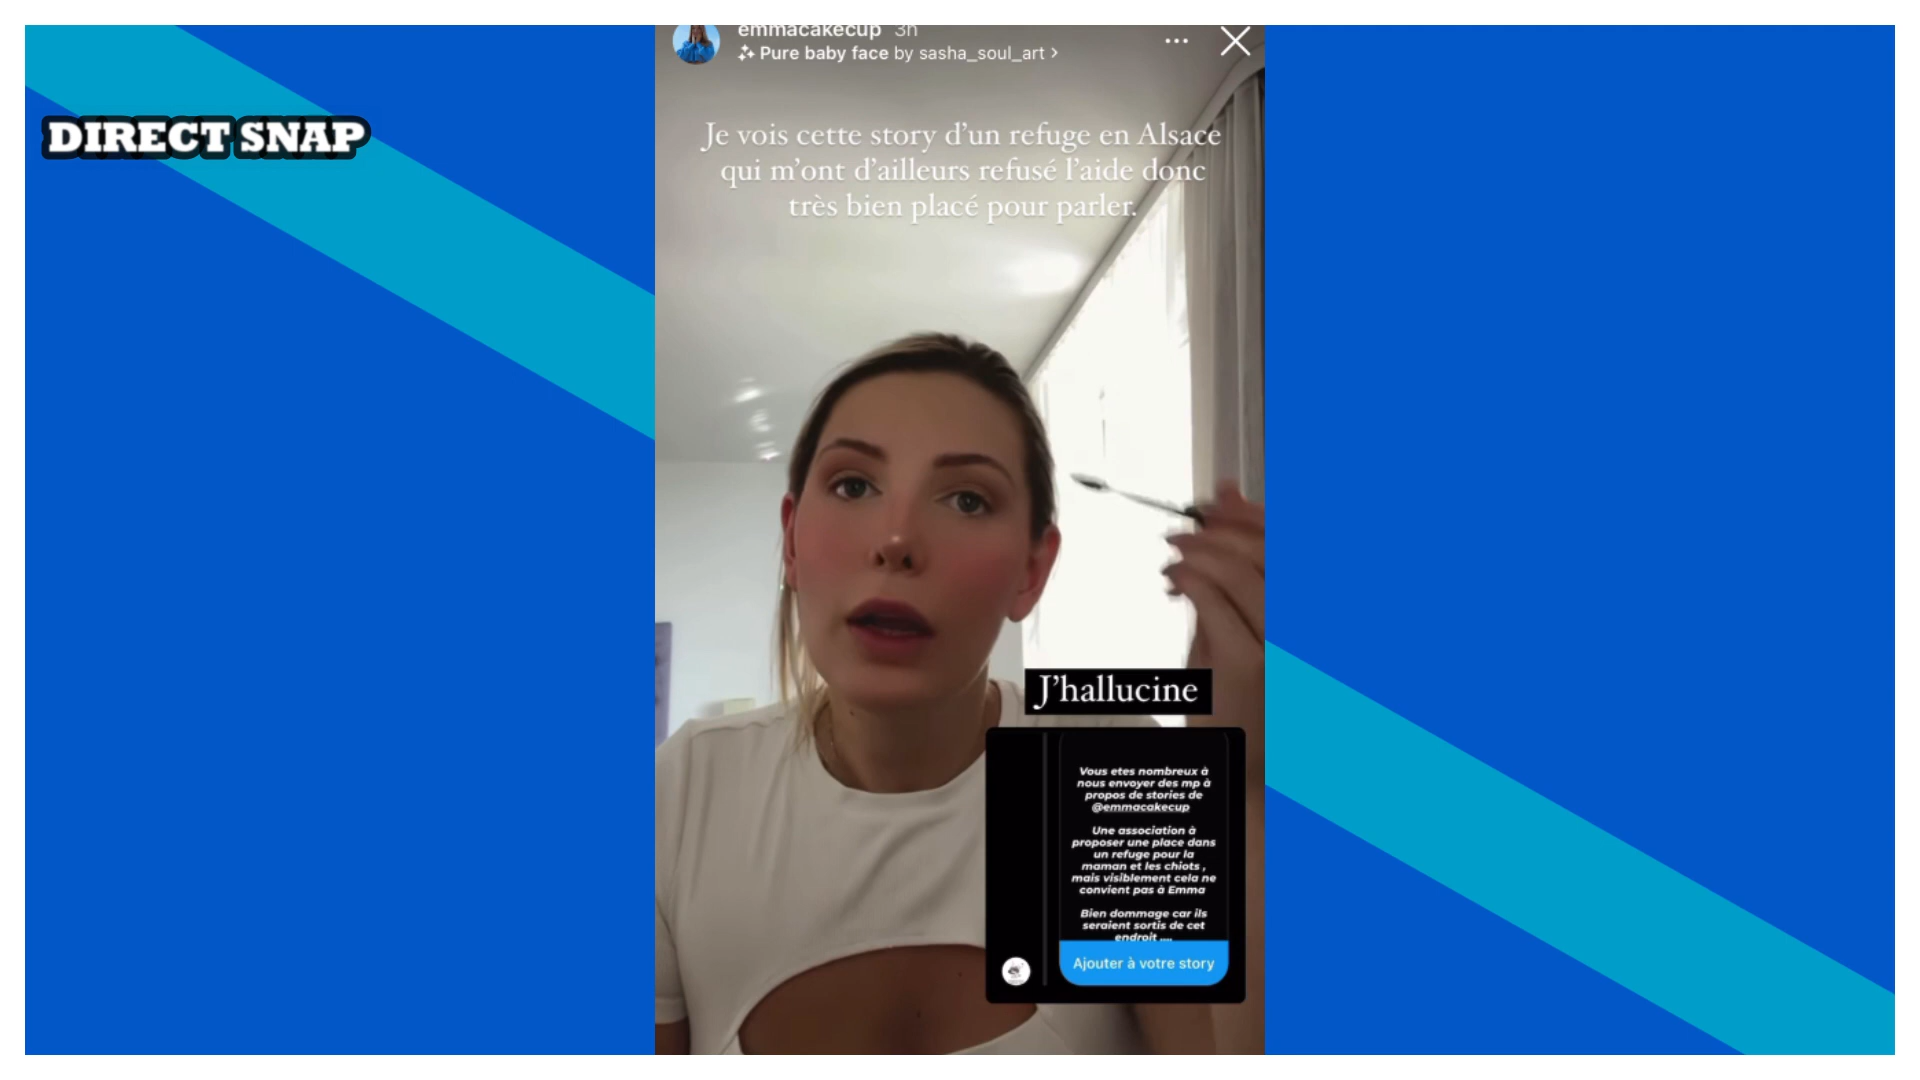 emmacakecup 3h
Pure baby face by sasha_soul_art >
DIRECT SNAP
Je vois cette story d'un refuge en Alsace
qui m'ont d'ailleurs refusé l'aide donc
très bien placé pour parler.
J'hallucine
Vous etes nombreux à
nous envoyer des mp à
propos de stories de
@emmacakecup
Une association à
proposer une place dans
un refuge pour la
maman et les chiots ,
mais visiblement cela ne
convient pas à Emma
Bien dommage car ils
seraient sortis de cet
endroit ....
Ajouter à votre story